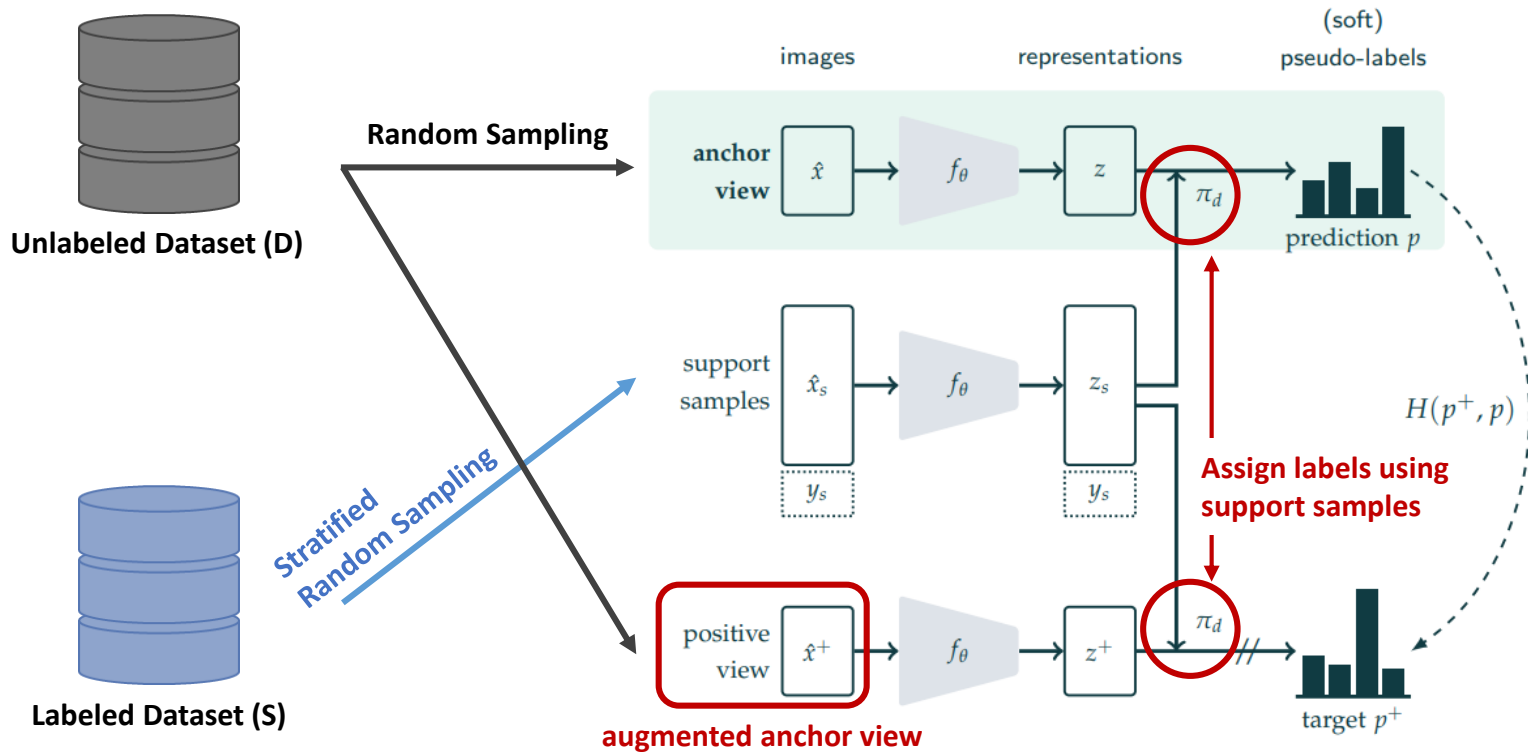 (soft)
images
representations
pseudo-labels
Random Sampling
anchor
view
x̂
f_θ
z
π_d
prediction p
Unlabeled Dataset (D)
support
samples
x̂_s
f_θ
z_s
H(p⁺, p)
y_s
y_s
Assign labels using
support samples
Stratified
Random Sampling
positive
view
x̂⁺
f_θ
z⁺
π_d
//
target p⁺
Labeled Dataset (S)
augmented anchor view